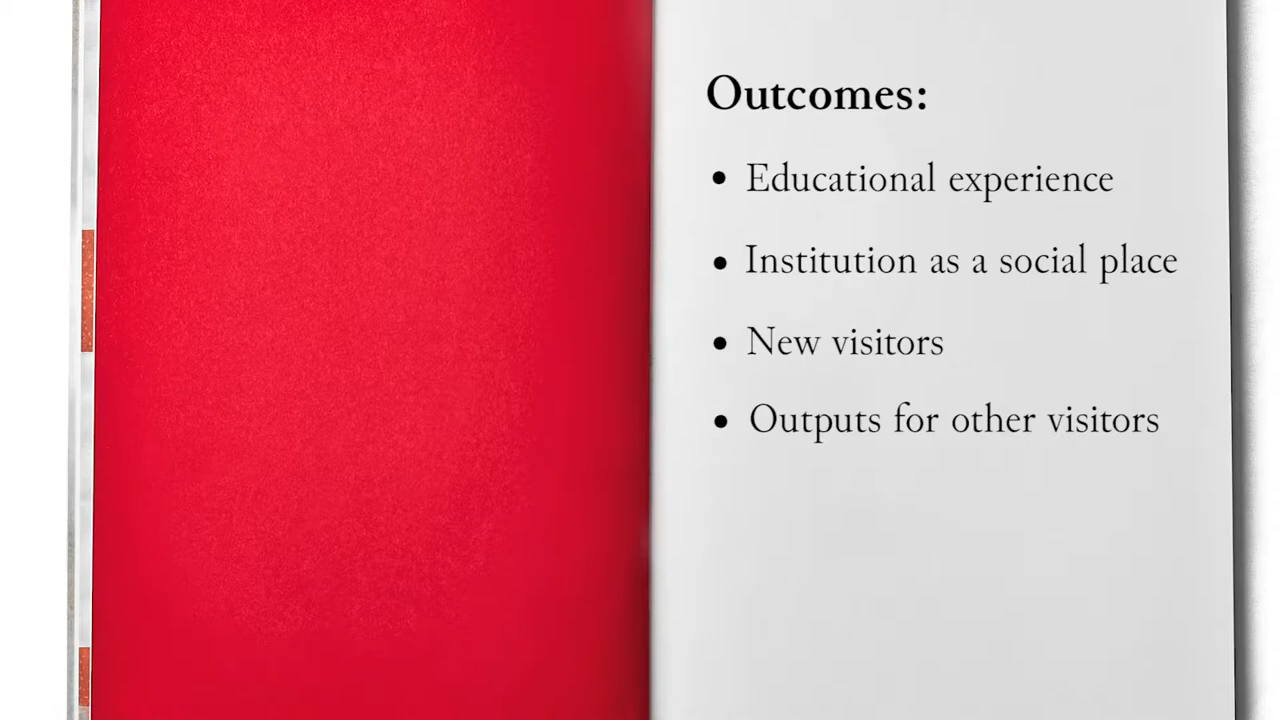 Outcomes:
• Educational experience
• Institution as a social place
• New visitors
• Outputs for other visitors